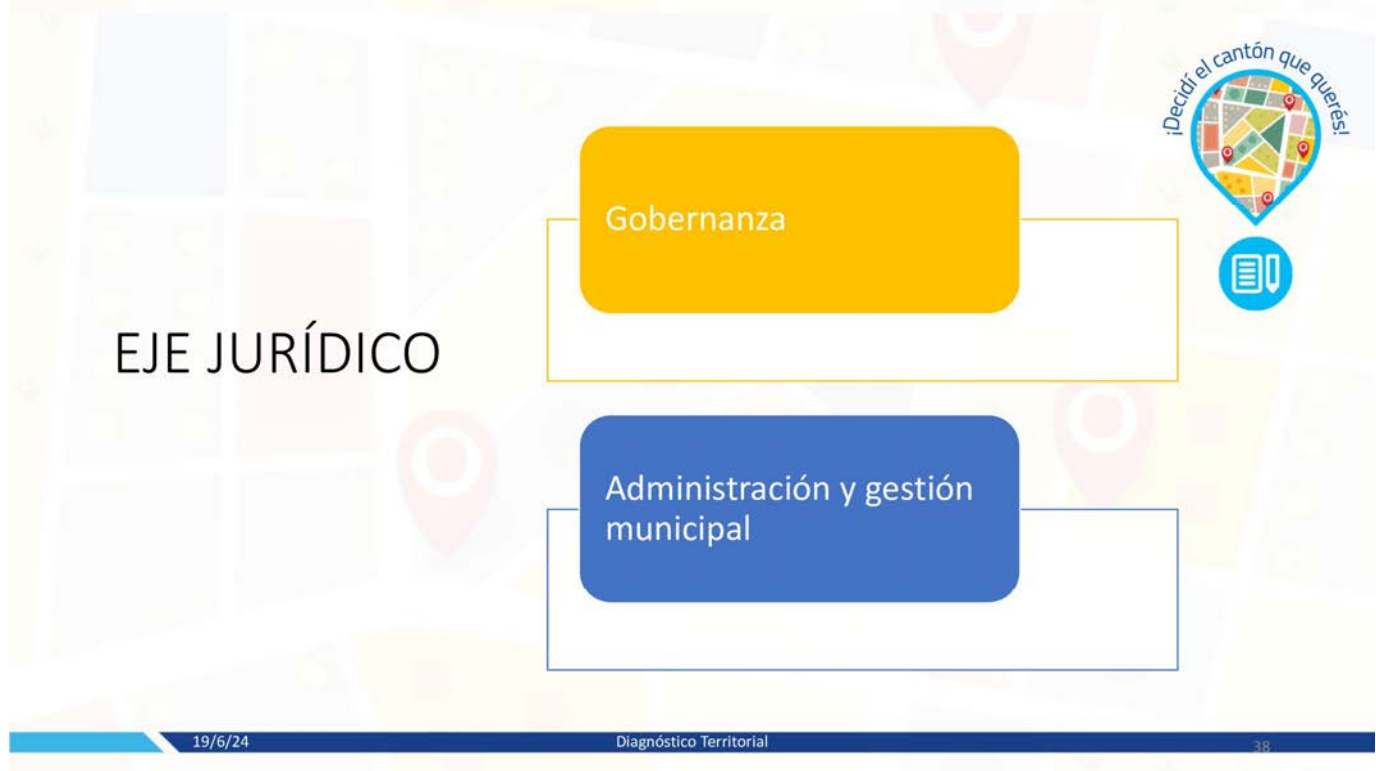 ¡Decidí el cantón que querés!
Gobernanza
EJE JURÍDICO
Administración y gestión
municipal
19/6/24
Diagnóstico Territorial
38